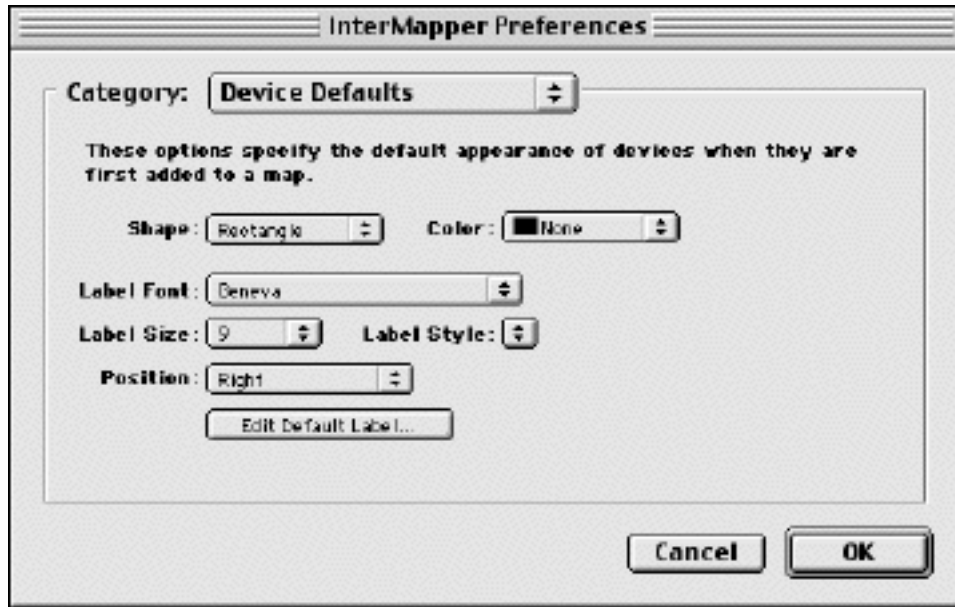 InterMapper Preferences
Category: Device Defaults
These options specify the default appearance of devices when they are
first added to a map.
Shape: Rectangle Color: None
Label Font: Geneva
Label Size: 9 Label Style:
Position: Right
Edit Default Label...
Cancel OK